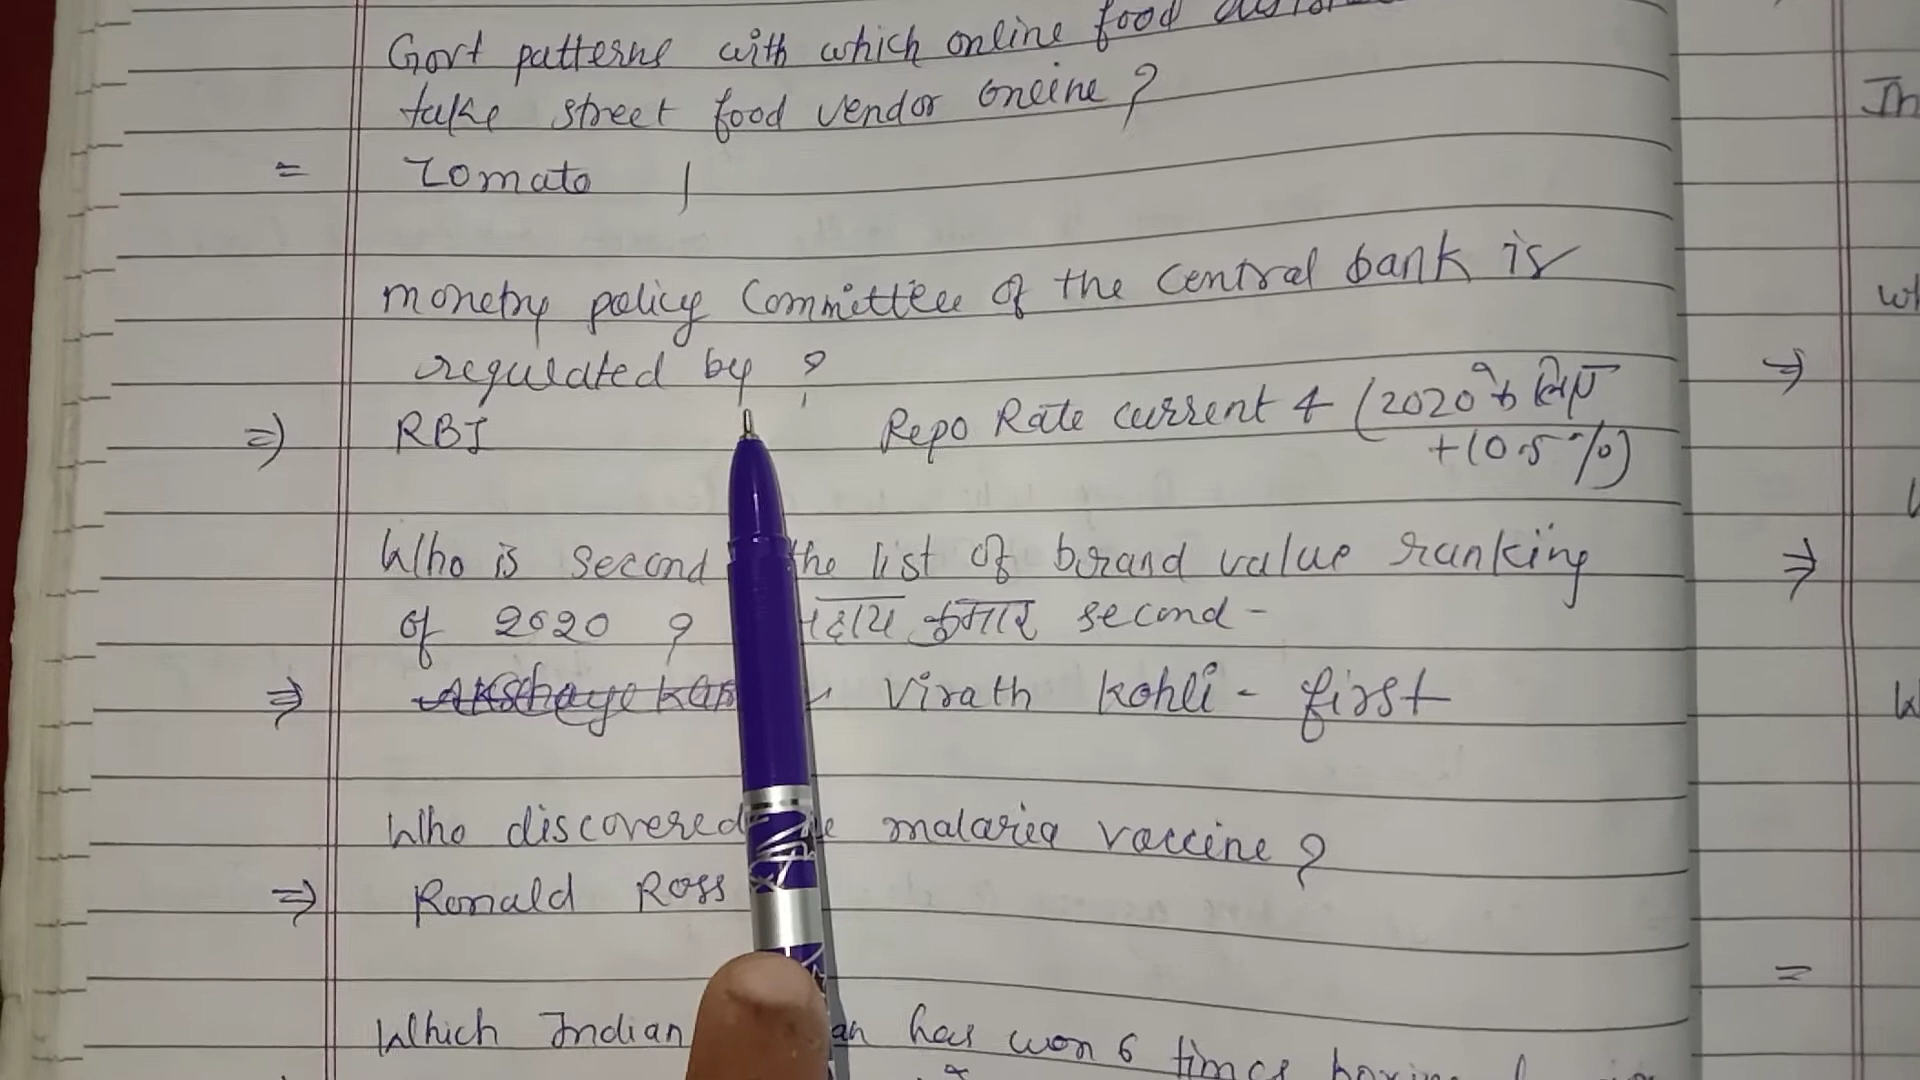 Govt patterns with which online food
take street food vendor online ?
= Zomato |
monetry policy Committee of the central bank is
requlated by ?
⇒ RBI Repo Rate current 4 (2020
+(0.5%)
Who is second the list of brand value ranking
of 2020 ? कुमार second -
⇒ Virath kohli - first
Who discovered malaria vaccine ?
⇒ Ronald Ross
Which Indian has won 6 times